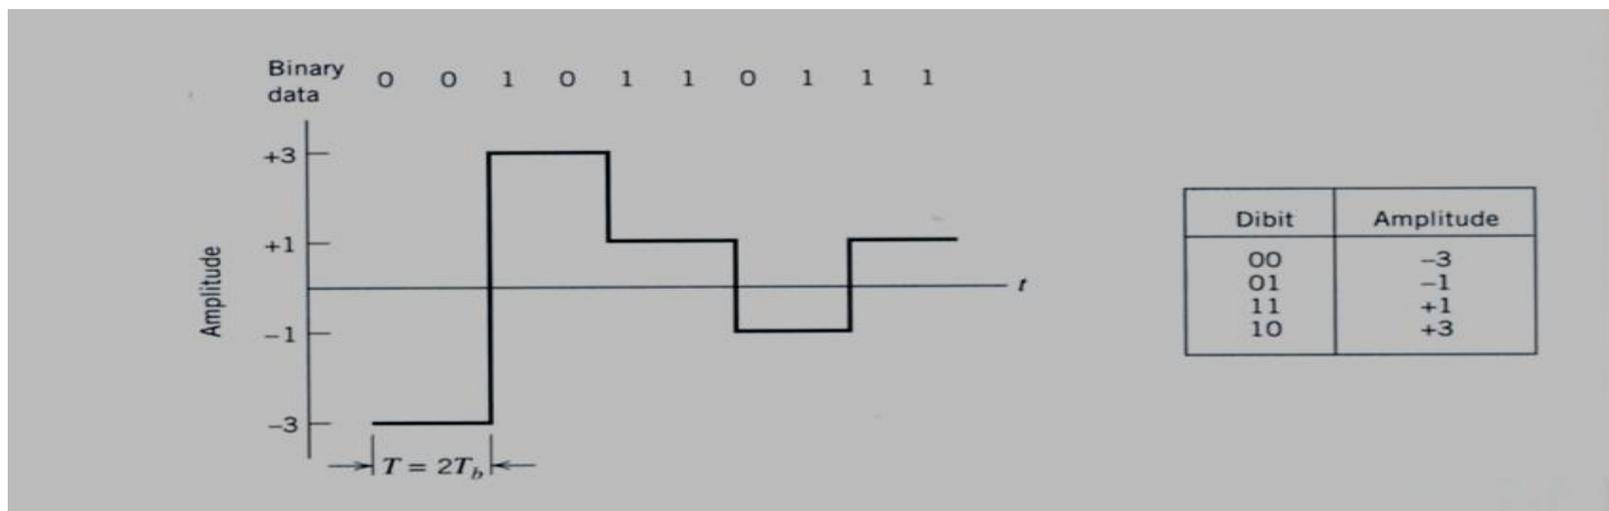 Binary data 0 0 1 0 1 1 0 1 1 1
+3
+1
−1
−3
Amplitude
t
T = 2T_b
Dibit Amplitude
00 −3
01 −1
11 +1
10 +3